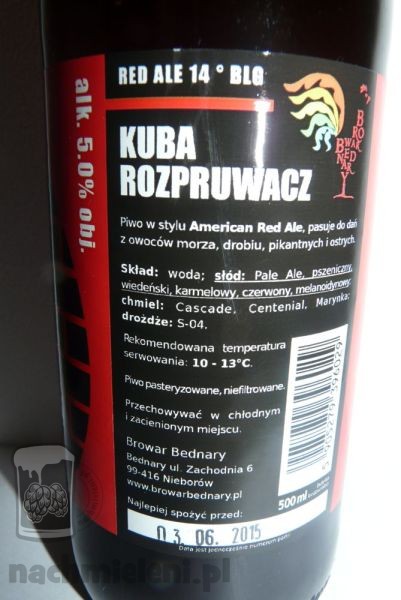 RED ALE 14 ° BLG
BROWAR
BEDNARY
alk. 5.0% obj.
KUBA
ROZPRUWACZ
Piwo w stylu American Red Ale, pasuje do dań
z owoców morza, drobiu, pikantnych i ostrych.
Skład: woda; słód: Pale Ale, pszeniczny,
wiedeński, karmelowy, czerwony, melanoidynowy;
chmiel: Cascade, Centenial, Marynka;
drożdże: S-04.
Rekomendowana temperatura
serwowania: 10 - 13°C.
Piwo pasteryzowane, niefiltrowane.
Przechowywać w chłodnym
i zacienionym miejscu.
Browar Bednary
Bednary ul. Zachodnia 6
99-416 Nieborów
www.browarbednary.pl
500 ml
Najlepiej spożyć przed:
03. 06. 2015
Data jest jednocześnie numerem partii
nachmieleni.pl